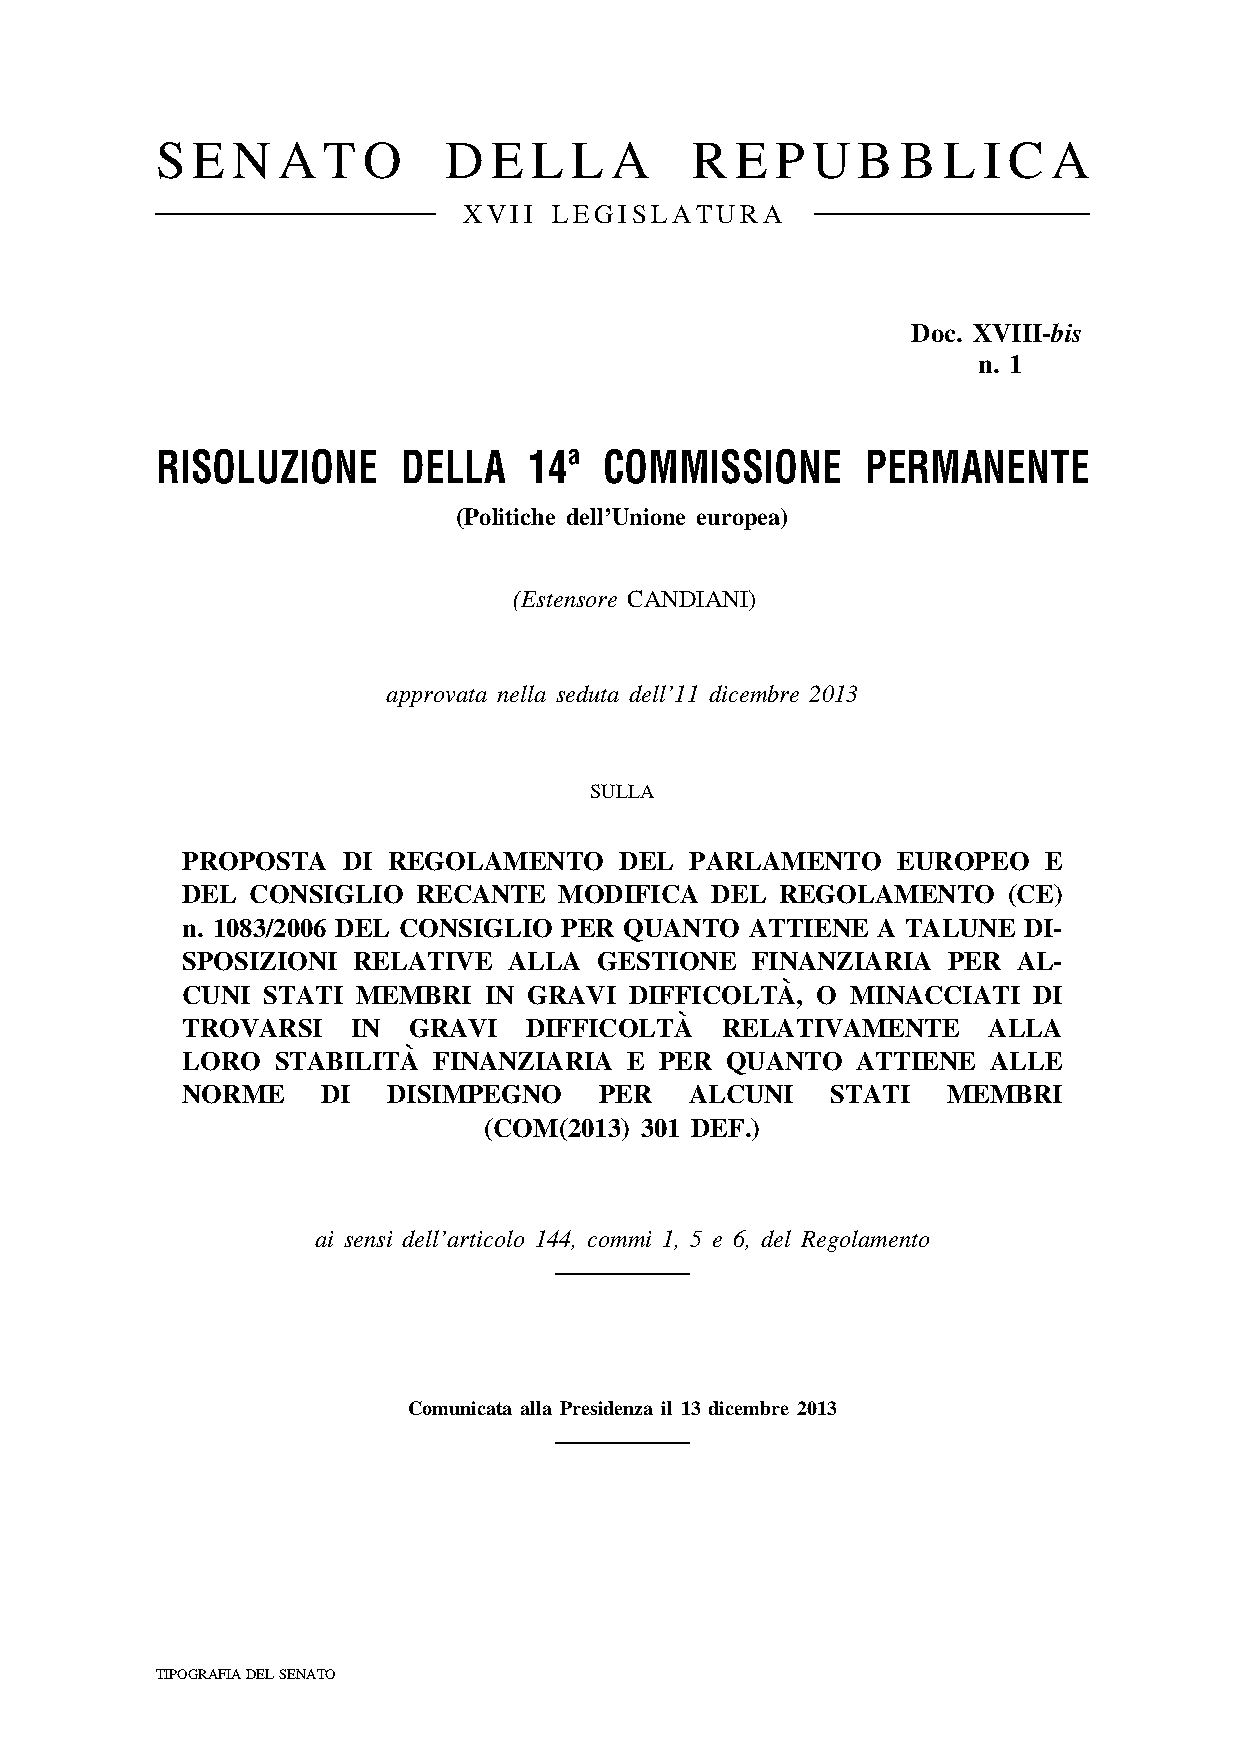 SENATO DELLA REPUBBLICA
XVII LEGISLATURA
Doc. XVIII-bis
n. 1
RISOLUZIONE DELLA 14ª COMMISSIONE PERMANENTE
(Politiche dell’Unione europea)
(Estensore CANDIANI)
approvata nella seduta dell’11 dicembre 2013
SULLA
PROPOSTA DI REGOLAMENTO DEL PARLAMENTO EUROPEO E
DEL CONSIGLIO RECANTE MODIFICA DEL REGOLAMENTO (CE)
n. 1083/2006 DEL CONSIGLIO PER QUANTO ATTIENE A TALUNE DI-
SPOSIZIONI RELATIVE ALLA GESTIONE FINANZIARIA PER AL-
CUNI STATI MEMBRI IN GRAVI DIFFICOLTÀ, O MINACCIATI DI
TROVARSI IN GRAVI DIFFICOLTÀ RELATIVAMENTE ALLA
LORO STABILITÀ FINANZIARIA E PER QUANTO ATTIENE ALLE
NORME DI DISIMPEGNO PER ALCUNI STATI MEMBRI
(COM(2013) 301 DEF.)
ai sensi dell’articolo 144, commi 1, 5 e 6, del Regolamento
Comunicata alla Presidenza il 13 dicembre 2013
TIPOGRAFIA DEL SENATO